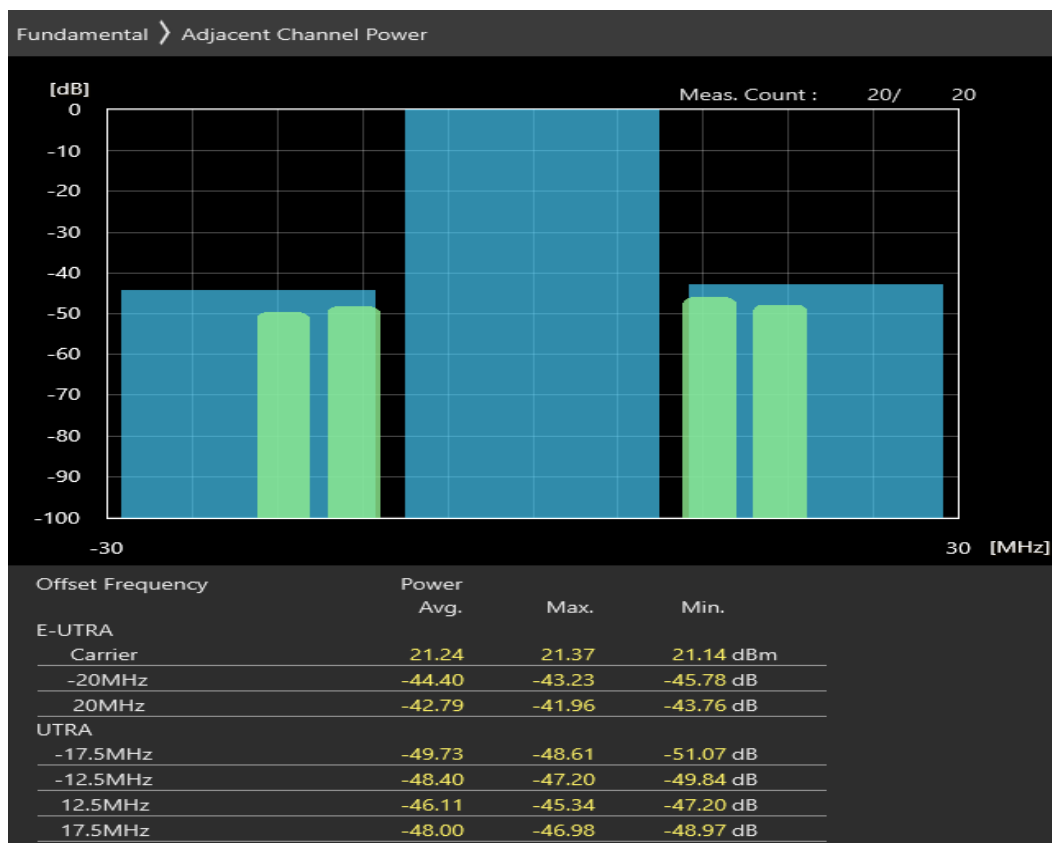 Fundamental ❯ Adjacent Channel Power
[dB]
Meas. Count : 20/ 20
0
-10
-20
-30
-40
-50
-60
-70
-80
-90
-100
-30 30 [MHz]
Offset Frequency Power
Avg. Max. Min.
E-UTRA
Carrier 21.24 21.37 21.14 dBm
-20MHz -44.40 -43.23 -45.78 dB
20MHz -42.79 -41.96 -43.76 dB
UTRA
-17.5MHz -49.73 -48.61 -51.07 dB
-12.5MHz -48.40 -47.20 -49.84 dB
12.5MHz -46.11 -45.34 -47.20 dB
17.5MHz -48.00 -46.98 -48.97 dB